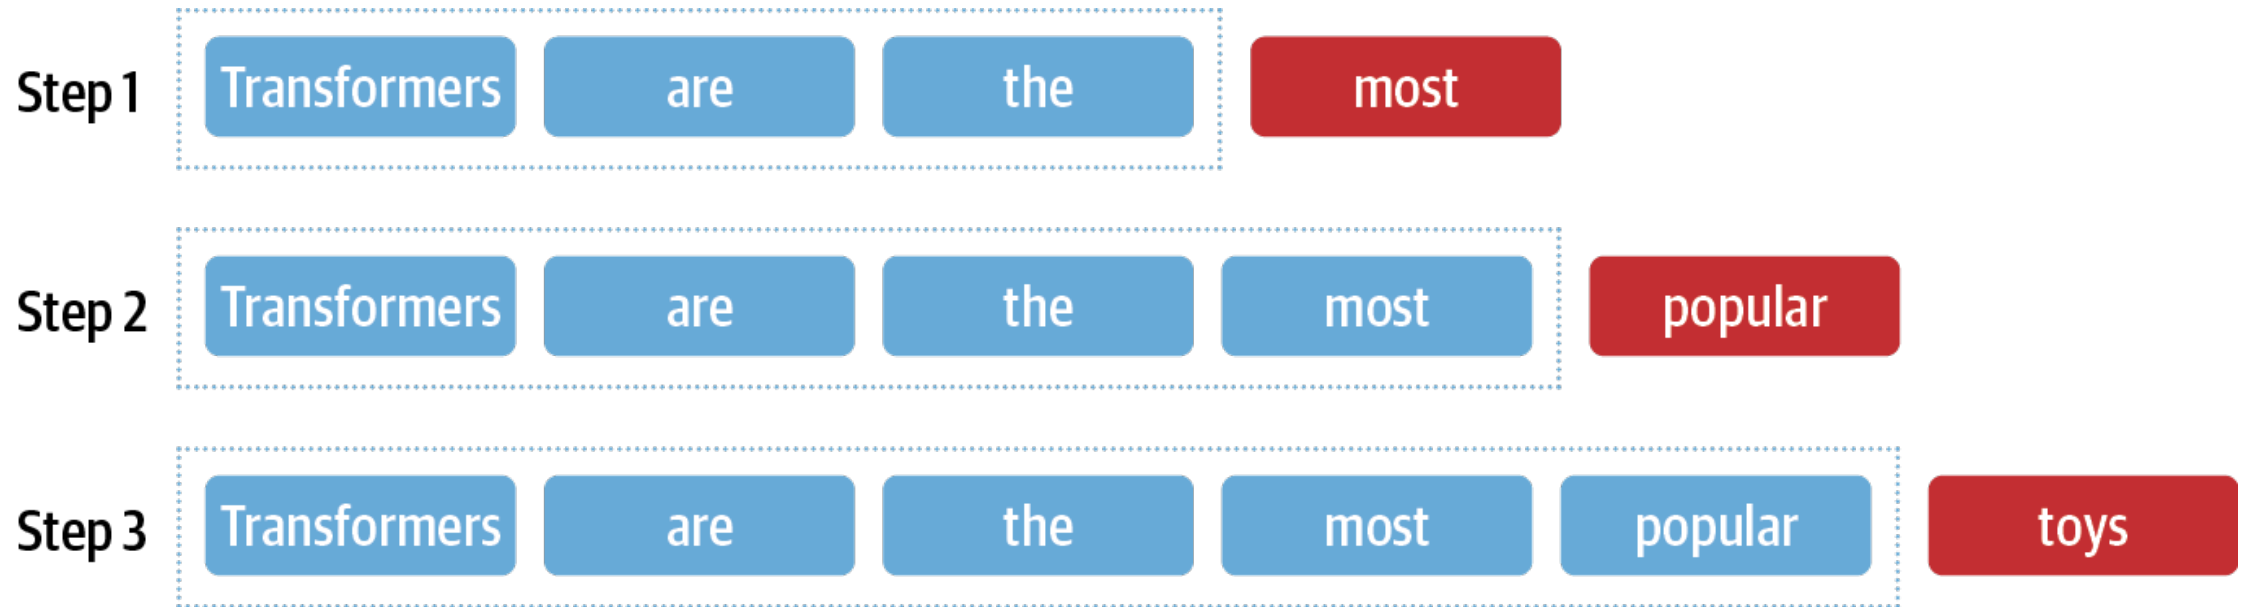 Step 1 Transformers are the most
Step 2 Transformers are the most popular
Step 3 Transformers are the most popular toys